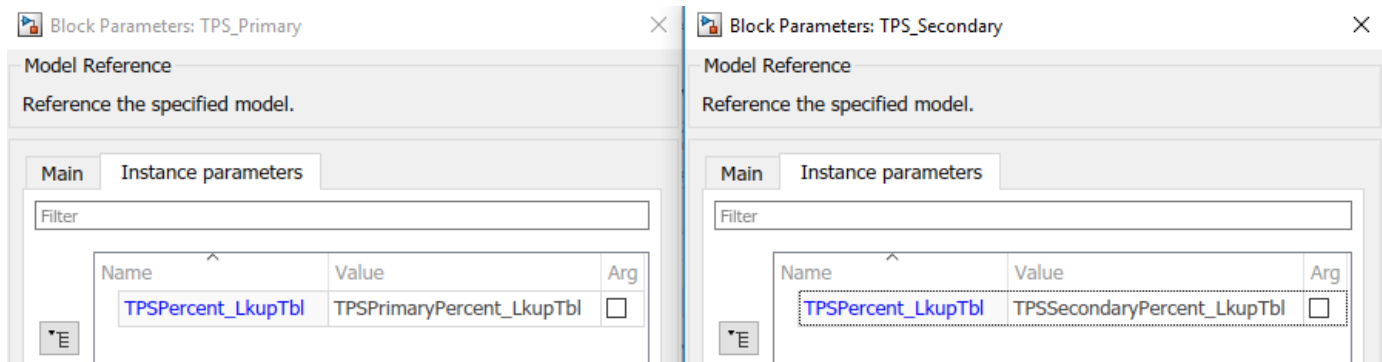 Block Parameters: TPS_Primary
Model Reference
Reference the specified model.
Main Instance parameters
Filter
Name Value Arg
TPSPercent_LkupTbl TPSPrimaryPercent_LkupTbl
Block Parameters: TPS_Secondary
Model Reference
Reference the specified model.
Main Instance parameters
Filter
Name Value Arg
TPSPercent_LkupTbl TPSSecondaryPercent_LkupTbl